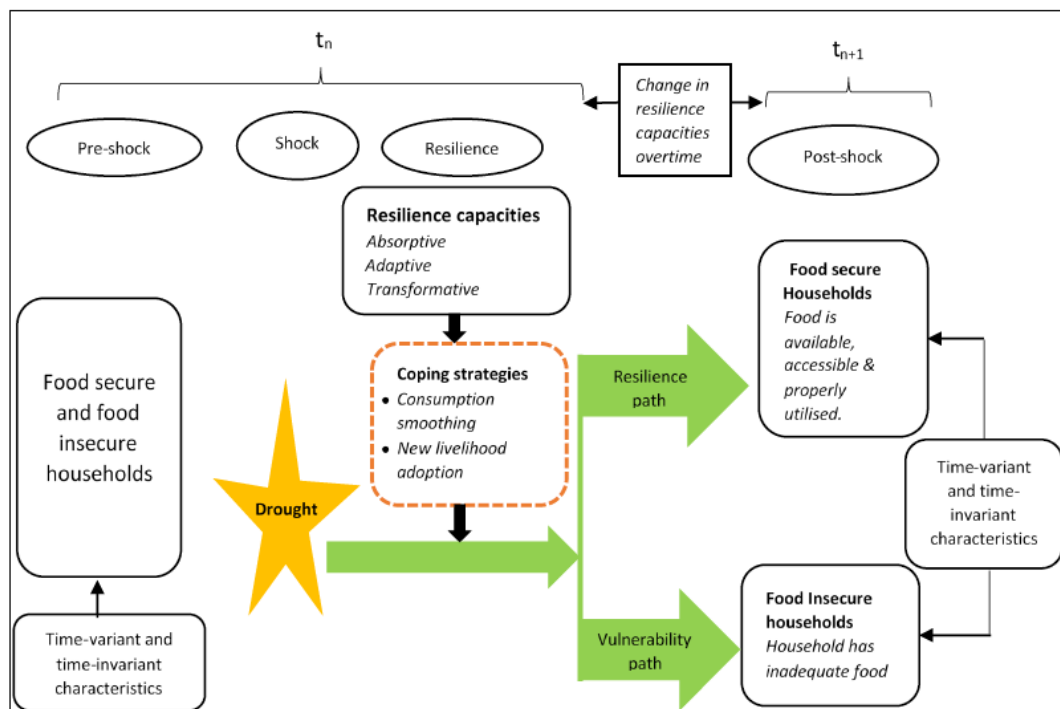 tn
tn+1
Change in
resilience
capacities
overtime
Pre-shock
Shock
Resilience
Post-shock
Resilience capacities
Absorptive
Adaptive
Transformative
Food secure
and food
insecure
households
Time-variant and
time-invariant
characteristics
Drought
Coping strategies
• Consumption
smoothing
• New livelihood
adoption
Resilience
path
Vulnerability
path
Food secure
Households
Food is
available,
accessible &
properly
utilised.
Time-variant
and time-
invariant
characteristics
Food Insecure
households
Household has
inadequate food